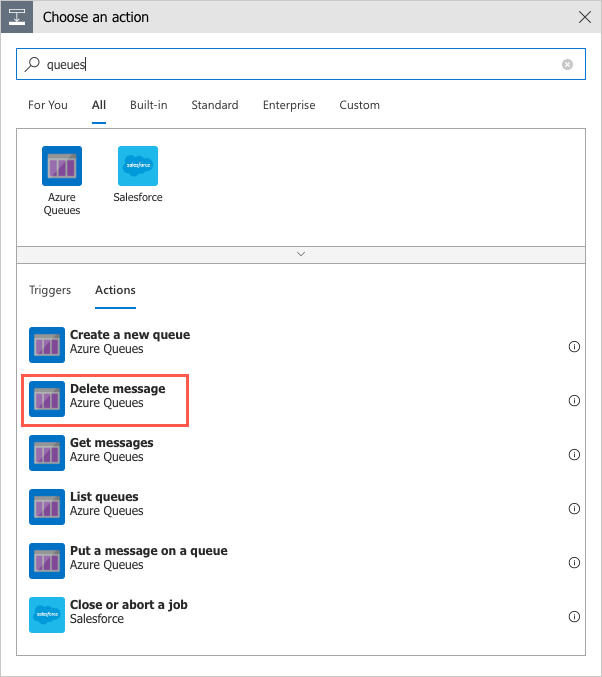 Choose an action
queues
For You All Built-in Standard Enterprise Custom
salesforce
Azure
Queues
Salesforce
Triggers Actions
Create a new queue
Azure Queues
Delete message
Azure Queues
Get messages
Azure Queues
List queues
Azure Queues
Put a message on a queue
Azure Queues
salesforce
Close or abort a job
Salesforce